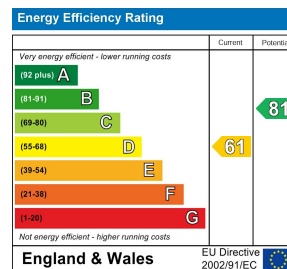 Energy Efficiency Rating
Current
Potentia
Very energy efficient - lower running costs
(92 plus) A
(81-91) B
(69-80) C
(55-68) D
(39-54) E
(21-38) F
(1-20) G
61
81
Not energy efficient - higher running costs
England & Wales
EU Directive
2002/91/EC